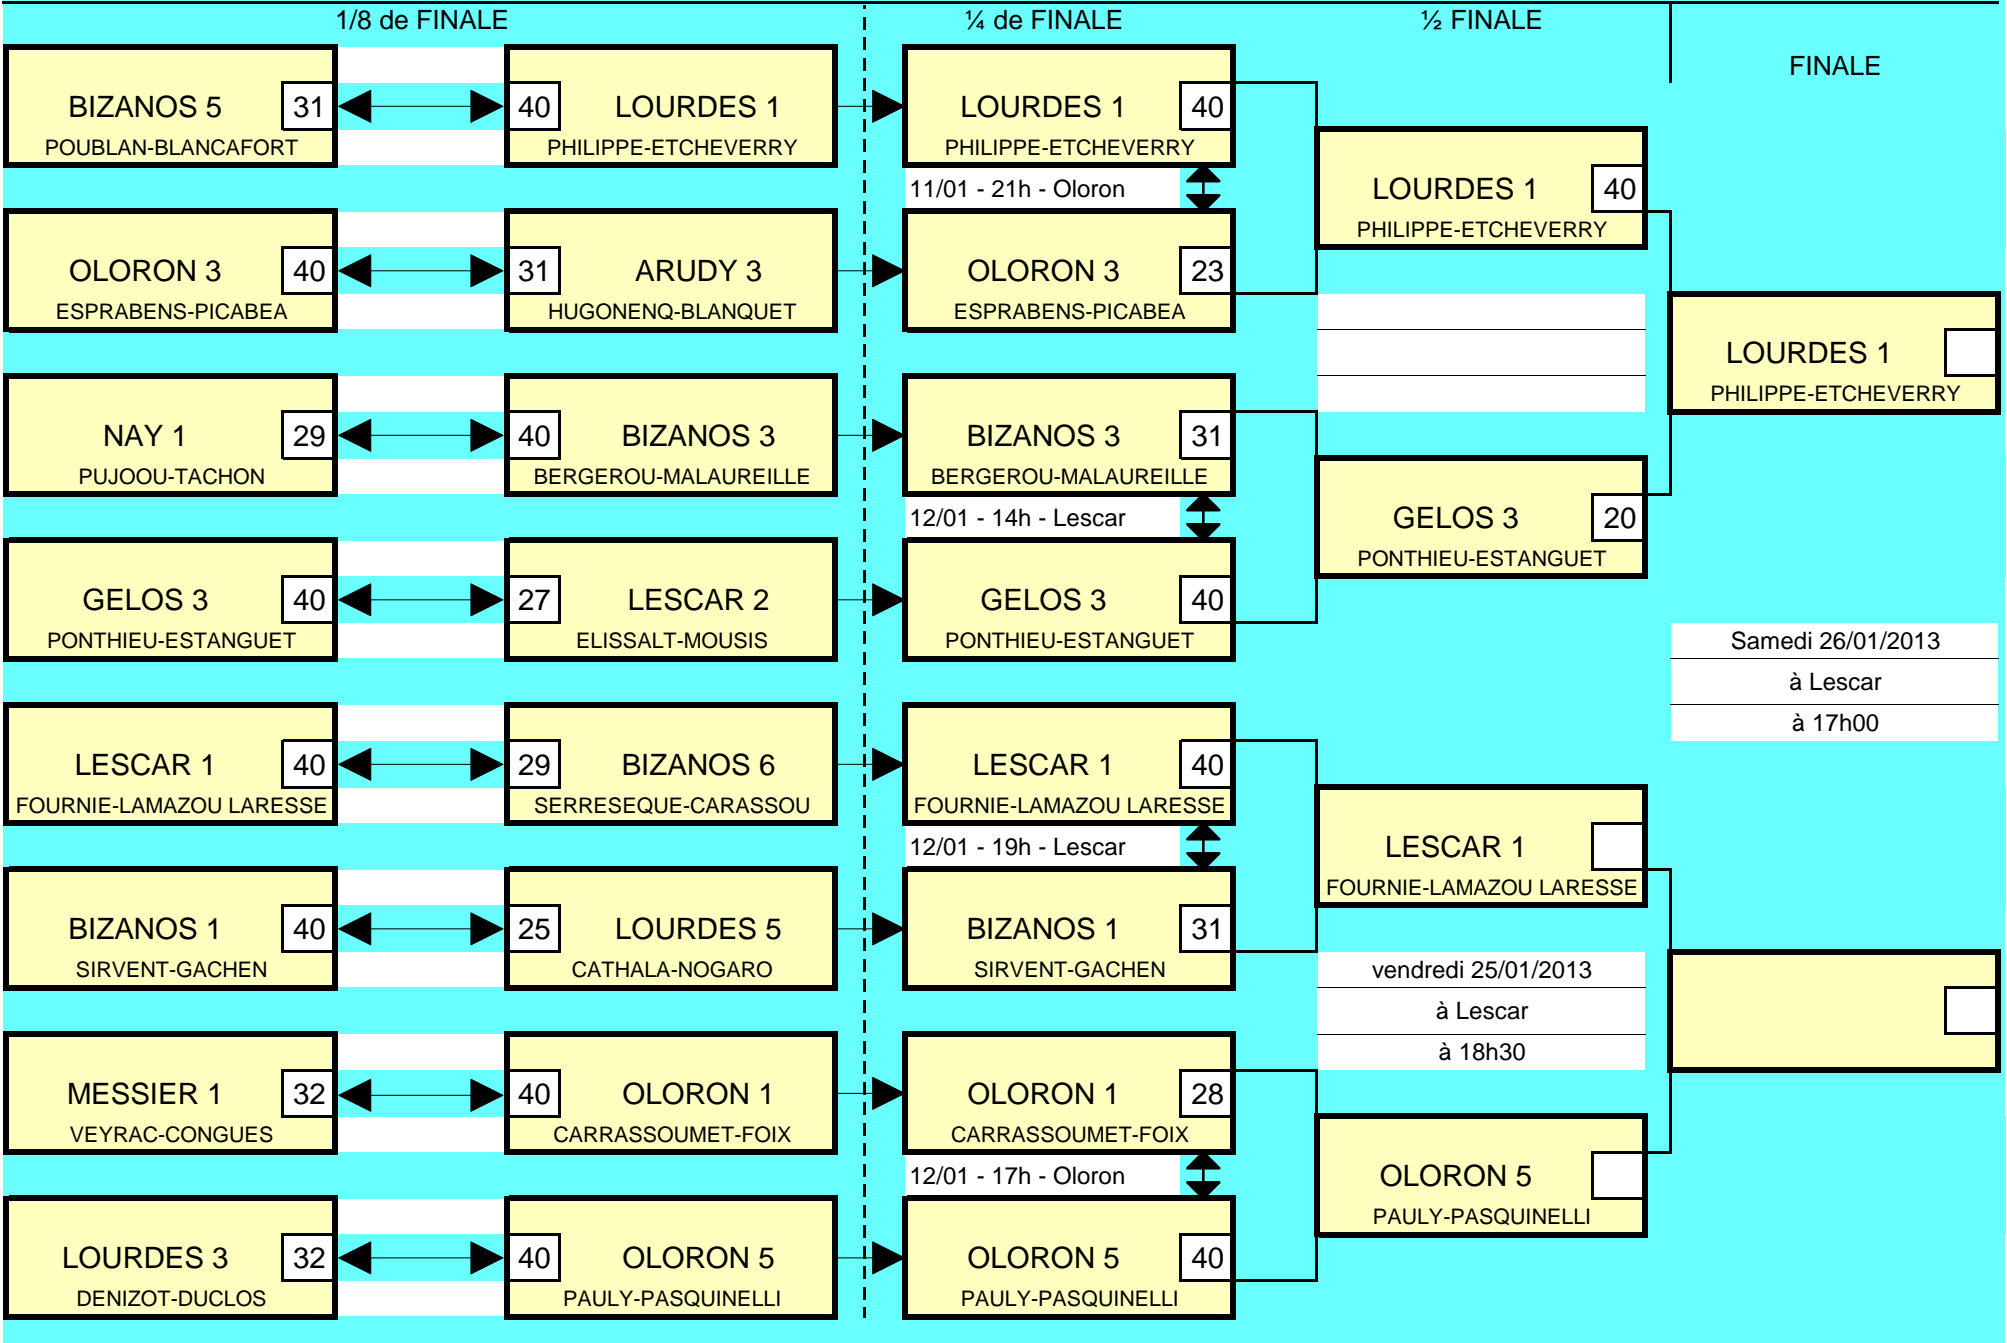 1/8 de FINALE
¼ de FINALE
½ FINALE
FINALE
BIZANOS 5
31
POUBLAN-BLANCAFORT
40
LOURDES 1
PHILIPPE-ETCHEVERRY
OLORON 3
40
ESPRABENS-PICABEA
31
ARUDY 3
HUGONENQ-BLANQUET
NAY 1
29
PUJOOU-TACHON
40
BIZANOS 3
BERGEROU-MALAUREILLE
GELOS 3
40
PONTHIEU-ESTANGUET
27
LESCAR 2
ELISSALT-MOUSIS
LESCAR 1
40
FOURNIE-LAMAZOU LARESSE
29
BIZANOS 6
SERRESEQUE-CARASSOU
BIZANOS 1
40
SIRVENT-GACHEN
25
LOURDES 5
CATHALA-NOGARO
MESSIER 1
32
VEYRAC-CONGUES
40
OLORON 1
CARRASSOUMET-FOIX
LOURDES 3
32
DENIZOT-DUCLOS
40
OLORON 5
PAULY-PASQUINELLI
LOURDES 1
40
PHILIPPE-ETCHEVERRY
11/01 - 21h - Oloron
OLORON 3
23
ESPRABENS-PICABEA
BIZANOS 3
31
BERGEROU-MALAUREILLE
12/01 - 14h - Lescar
GELOS 3
40
PONTHIEU-ESTANGUET
LESCAR 1
40
FOURNIE-LAMAZOU LARESSE
12/01 - 19h - Lescar
BIZANOS 1
31
SIRVENT-GACHEN
OLORON 1
28
CARRASSOUMET-FOIX
12/01 - 17h - Oloron
OLORON 5
40
PAULY-PASQUINELLI
LOURDES 1
40
PHILIPPE-ETCHEVERRY
GELOS 3
20
PONTHIEU-ESTANGUET
LESCAR 1
FOURNIE-LAMAZOU LARESSE
vendredi 25/01/2013
à Lescar
à 18h30
OLORON 5
PAULY-PASQUINELLI
LOURDES 1
PHILIPPE-ETCHEVERRY
Samedi 26/01/2013
à Lescar
à 17h00